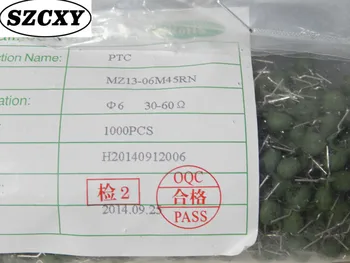 SZCXY
ction Name: PTC
MZ13-06M45RN
ation: Φ6 30-60Ω
1000PCS
H20140912006
检2
2014.09.25
OQC
合格
PASS